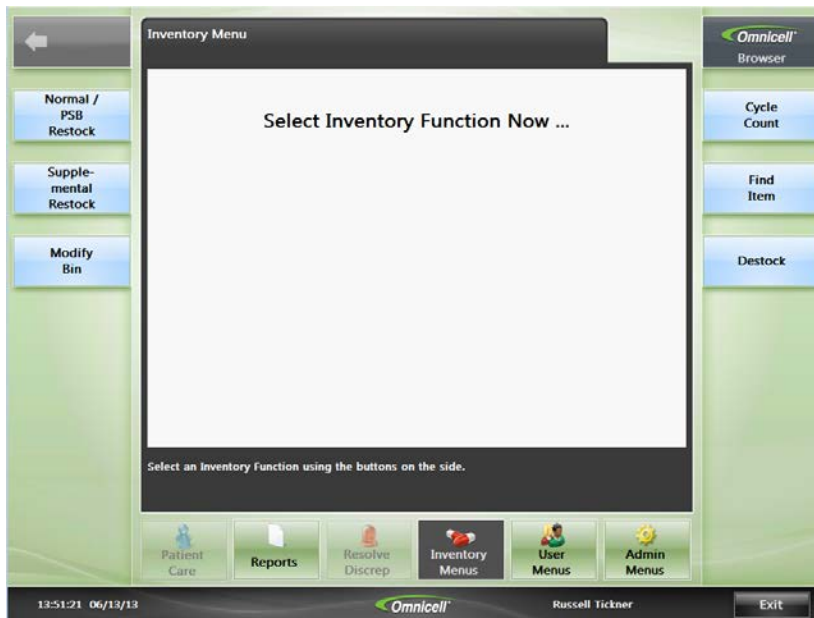 Inventory Menu
Omnicell
Browser
Normal /
PSB
Restock
Supple-
mental
Restock
Modify
Bin
Select Inventory Function Now ...
Cycle
Count
Find
Item
Destock
Select an Inventory Function using the buttons on the side.
Patient
Care
Reports
Resolve
Discrep
Inventory
Menus
User
Menus
Admin
Menus
13:51:21 06/13/13
Omnicell
Russell Tickner
Exit